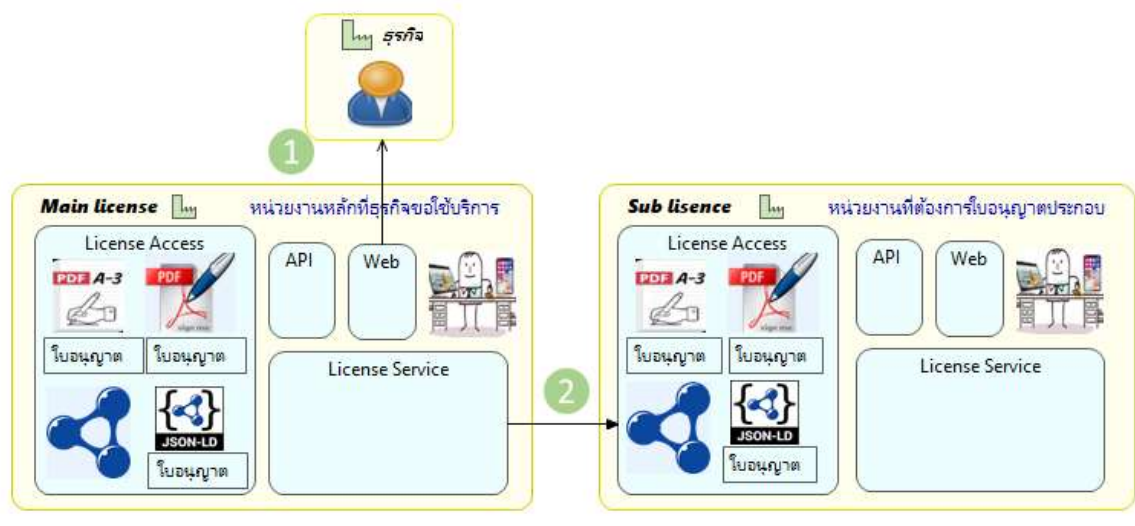 ธุรกิจ
1
Main license
หน่วยงานหลักที่ธุรกิจขอใช้บริการ
License Access
PDF A-3
PDF
sign me
ใบอนุญาต
ใบอนุญาต
JSON-LD
ใบอนุญาต
API
Web
License Service
2
Sub lisence
หน่วยงานที่ต้องการใบอนุญาตประกอบ
License Access
PDF A-3
PDF
sign me
ใบอนุญาต
ใบอนุญาต
JSON-LD
ใบอนุญาต
API
Web
License Service